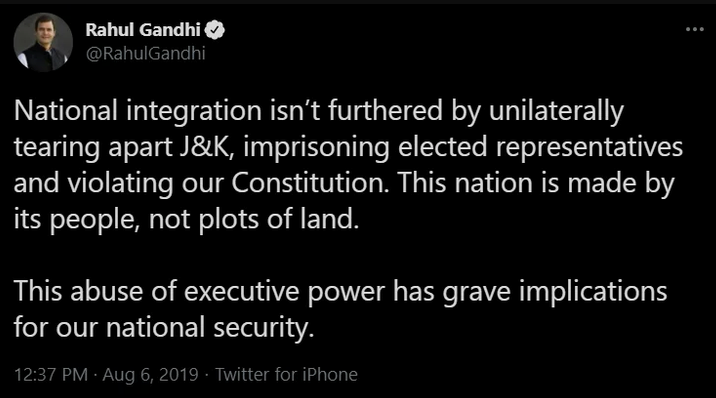 Rahul Gandhi
@RahulGandhi
National integration isn’t furthered by unilaterally
tearing apart J&K, imprisoning elected representatives
and violating our Constitution. This nation is made by
its people, not plots of land.
This abuse of executive power has grave implications
for our national security.
12:37 PM · Aug 6, 2019 · Twitter for iPhone